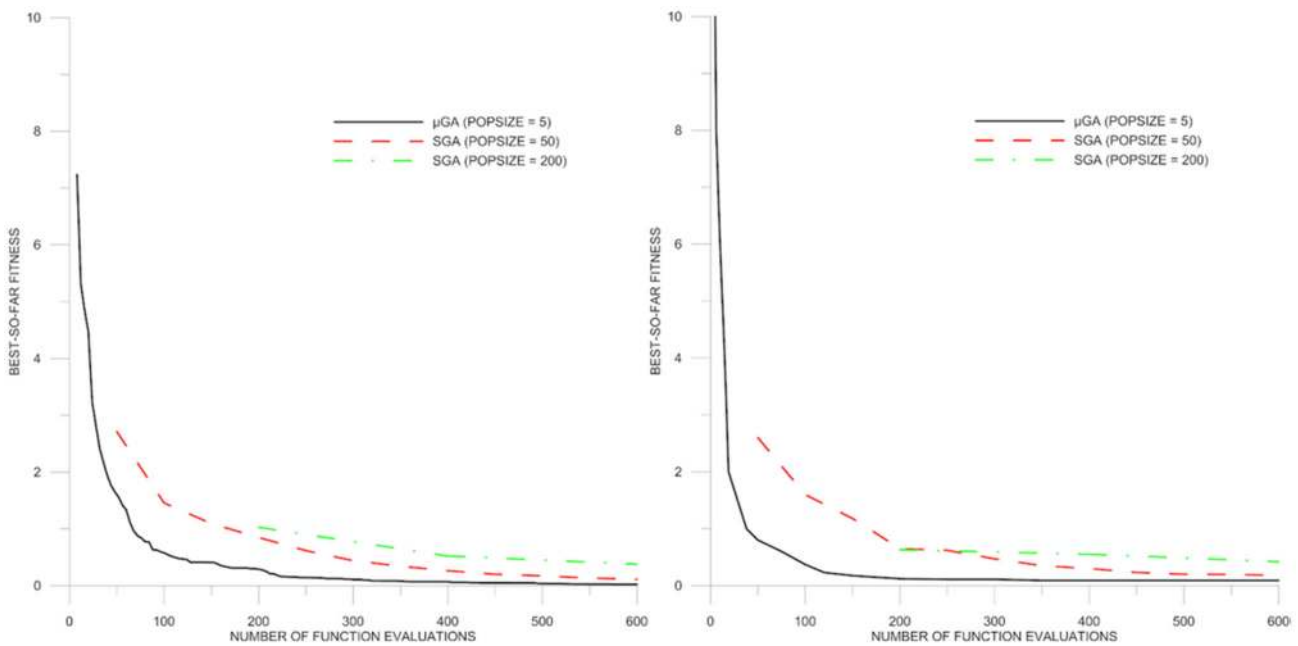 10
8
6
4
2
0
BEST-SO-FAR FITNESS
μGA (POPSIZE = 5)
SGA (POPSIZE = 50)
SGA (POPSIZE = 200)
0 100 200 300 400 500 600
NUMBER OF FUNCTION EVALUATIONS
10
8
6
4
2
0
BEST-SO-FAR FITNESS
μGA (POPSIZE = 5)
SGA (POPSIZE = 50)
SGA (POPSIZE = 200)
0 100 200 300 400 500 600
NUMBER OF FUNCTION EVALUATIONS